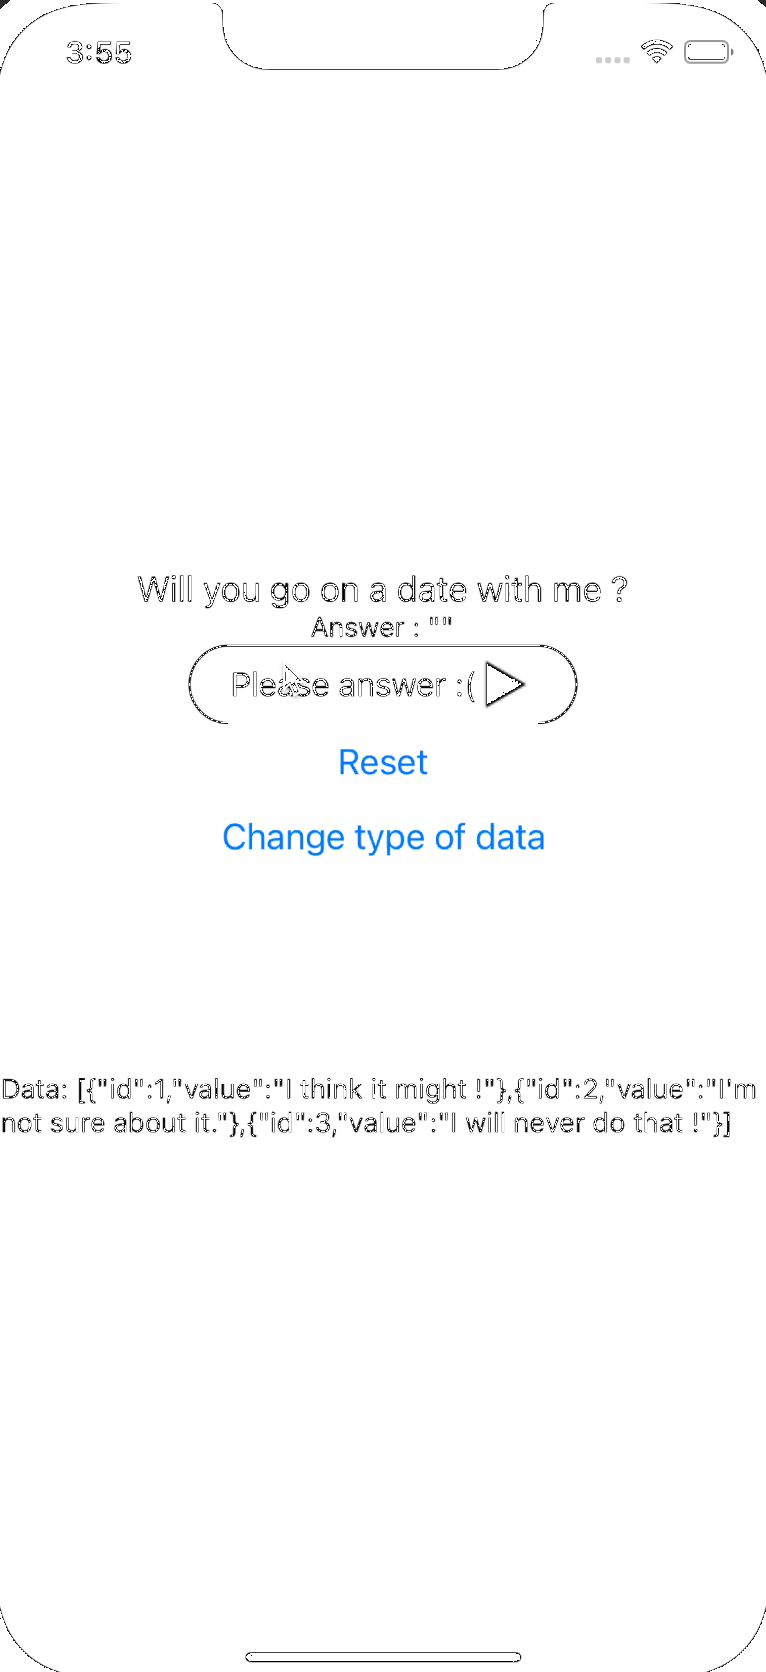 3:55
Will you go on a date with me ?
Answer : ""
Please answer :(
Reset
Change type of data
Data: [{"id":1,"value":"I think it might !"},{"id":2,"value":"I'm
not sure about it."},{"id":3,"value":"I will never do that !"}]